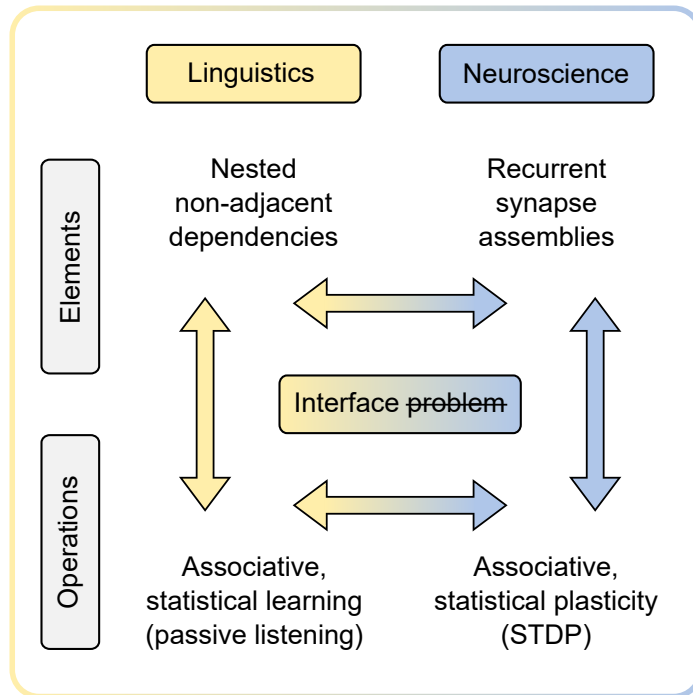 Linguistics
Neuroscience
Elements
Nested
non-adjacent
dependencies
Recurrent
synapse
assemblies
Interface problem
Operations
Associative,
statistical learning
(passive listening)
Associative,
statistical plasticity
(STDP)